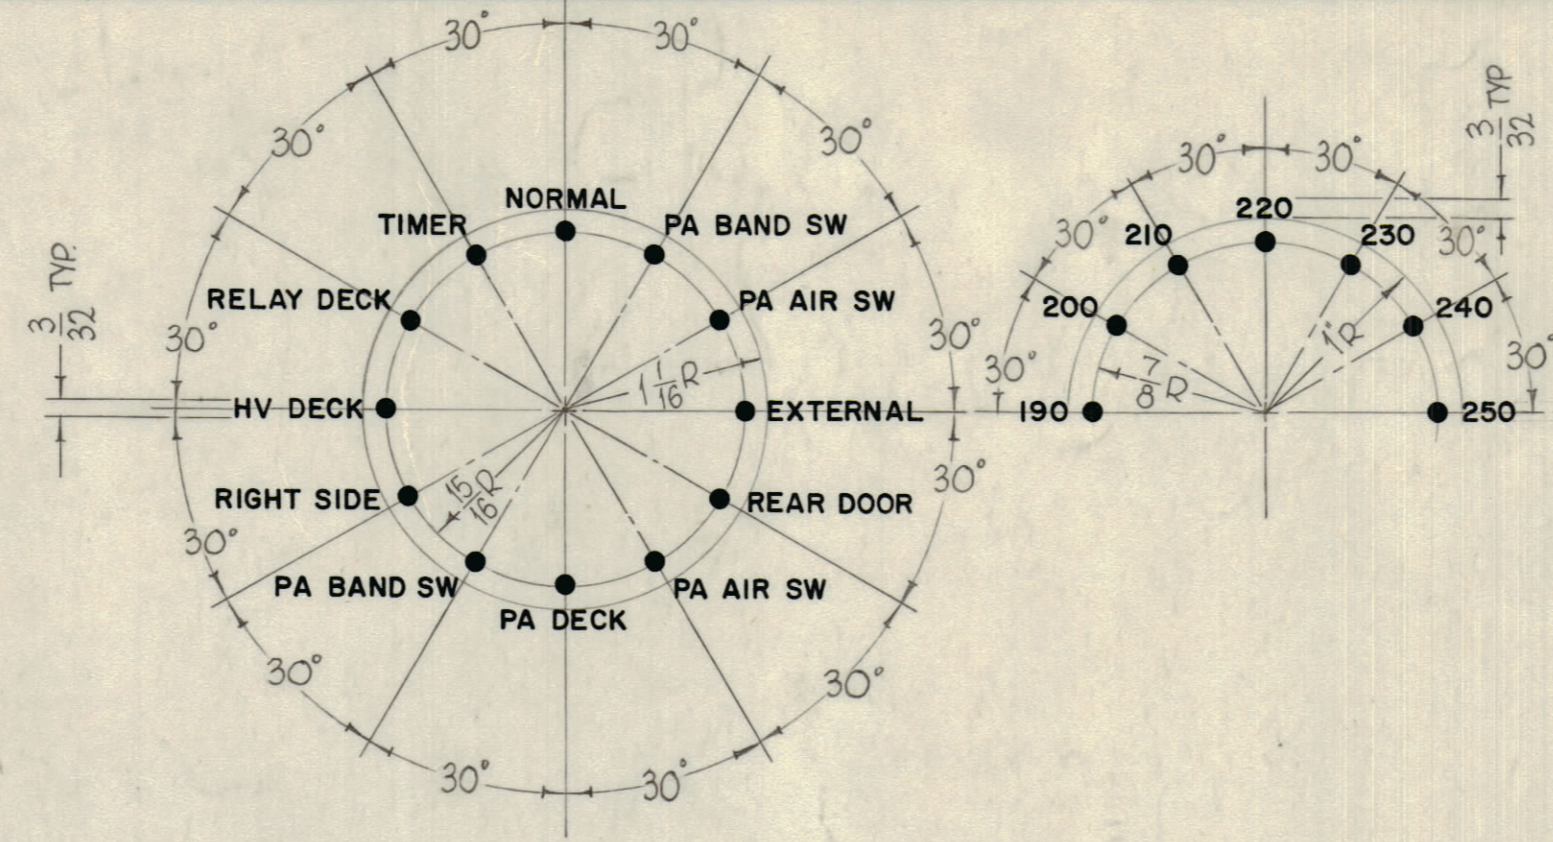 30° 30°
30° 30°
NORMAL
TIMER PA BAND SW
RELAY DECK PA AIR SW
3/32 TYP.
30° 30°
1 1/16 R
HV DECK EXTERNAL
15/16 R
30° 30°
RIGHT SIDE REAR DOOR
PA BAND SW PA AIR SW
PA DECK
30° 30°
30° 30°
3/32 TYP
30° 30°
30° 30°
220
210 230
200 240
30° 30°
7/8 R 1" R
190 250